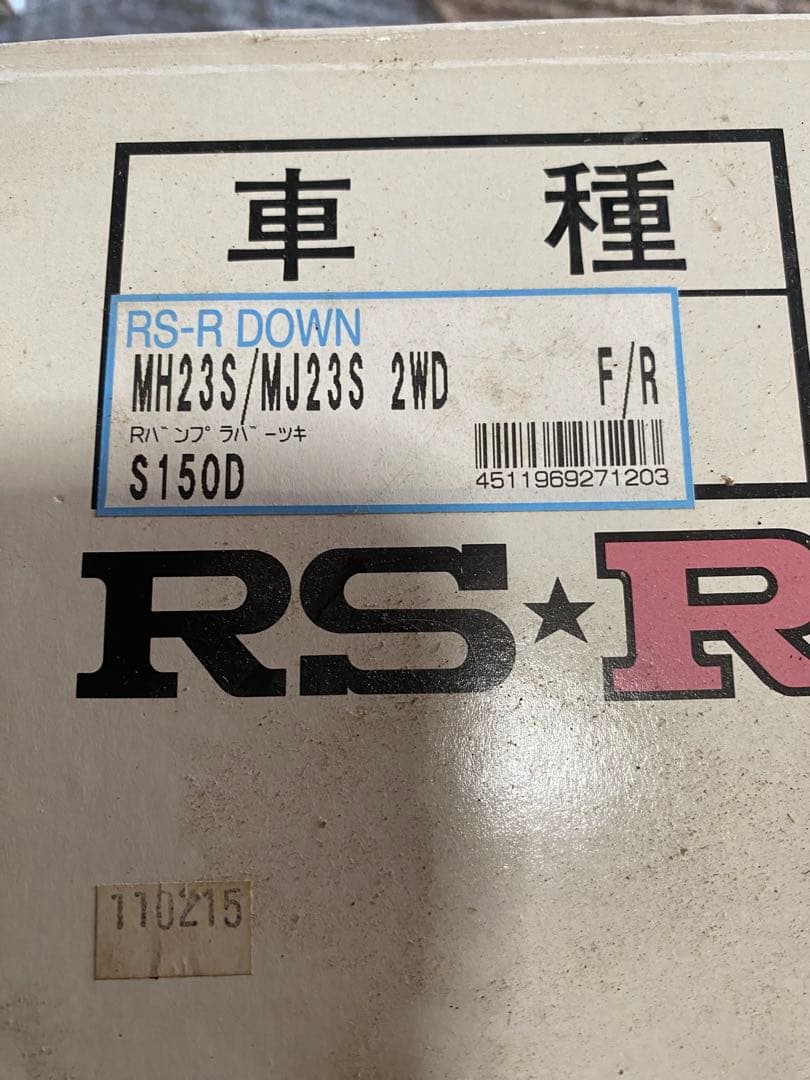 車 種
RS-R DOWN
MH23S/MJ23S 2WD F/R
Rバンプラバーツキ
S150D
4511969271203
RS★R
110215